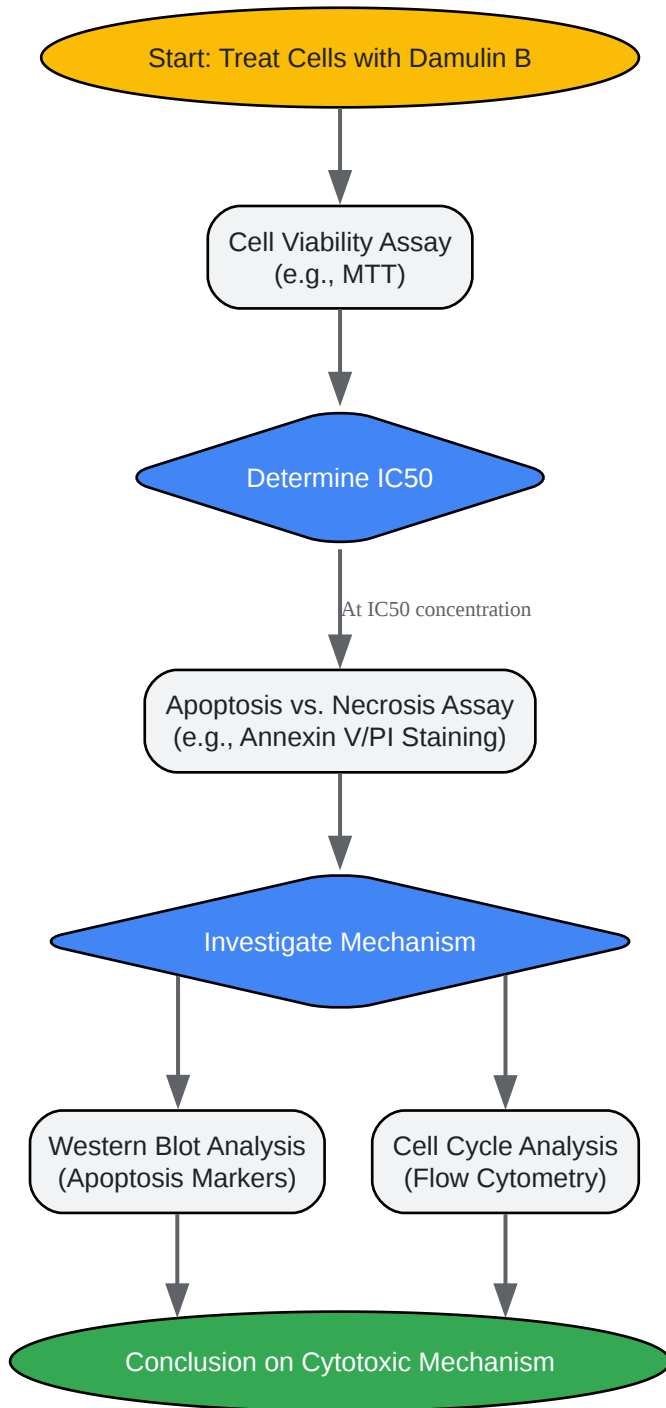 Start: Treat Cells with Damulin B
Cell Viability Assay
(e.g., MTT)
Determine IC50
At IC50 concentration
Apoptosis vs. Necrosis Assay
(e.g., Annexin V/PI Staining)
Investigate Mechanism
Western Blot Analysis
(Apoptosis Markers)
Cell Cycle Analysis
(Flow Cytometry)
Conclusion on Cytotoxic Mechanism